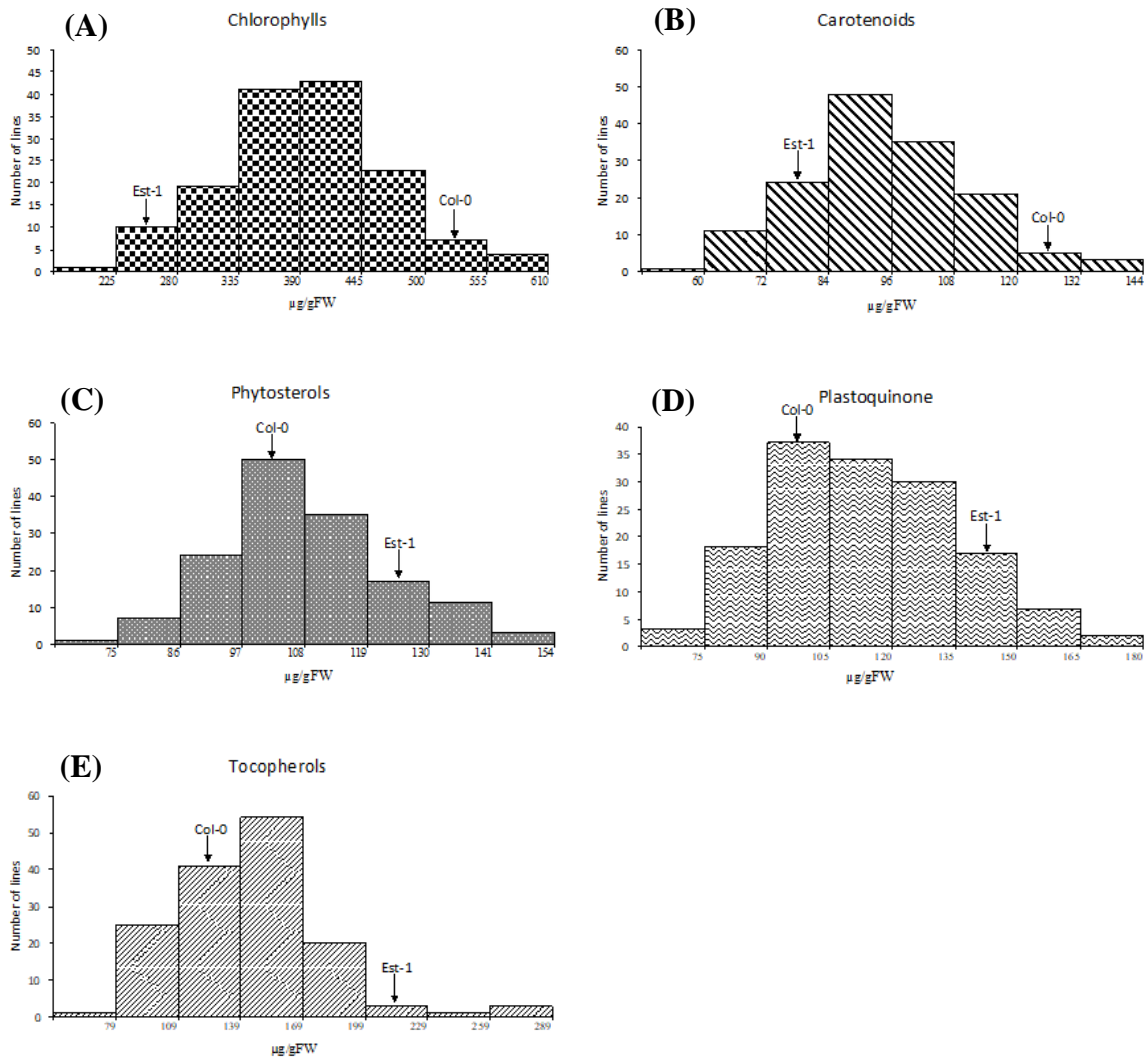 (A)
Chlorophylls
Number of lines
50
45
40
35
30
25
20
15
10
5
0
Est-1
Col-0
225 280 335 390 445 500 555 610
µg/gFW
(B)
Carotenoids
Number of lines
60
50
40
30
20
10
0
Est-1
Col-0
60 72 84 96 108 120 132 144
µg/gFW
(C)
Phytosterols
Number of lines
60
50
40
30
20
10
0
Col-0
Est-1
75 86 97 108 119 130 141 154
µg/gFW
(D)
Plastoquinone
Number of lines
40
35
30
25
20
15
10
5
0
Col-0
Est-1
75 90 105 120 135 150 165 180
µg/gFW
(E)
Tocopherols
Number of lines
60
50
40
30
20
10
0
Col-0
Est-1
79 109 139 169 199 229 259 289
µg/gFW